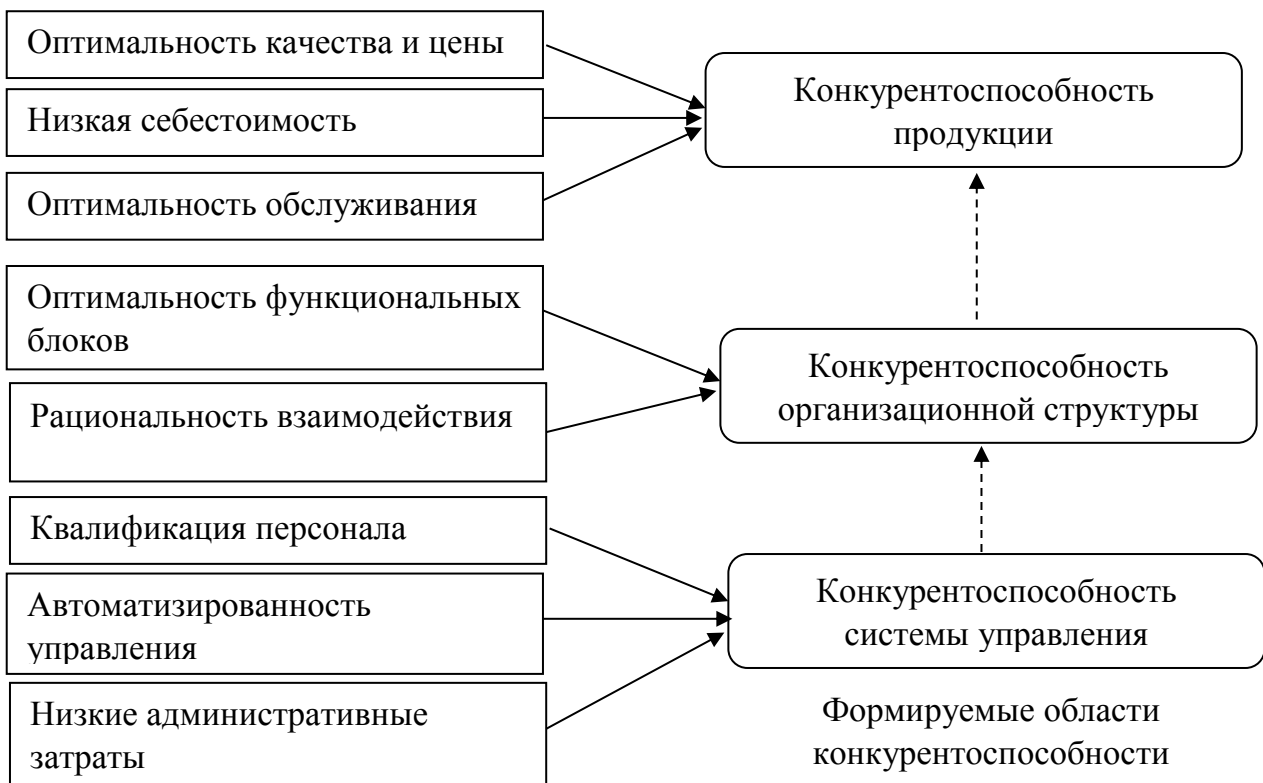 Оптимальность качества и цены
Низкая себестоимость
Оптимальность обслуживания
Конкурентоспособность
продукции
Оптимальность функциональных
блоков
Рациональность взаимодействия
Конкурентоспособность
организационной структуры
Квалификация персонала
Автоматизированность
управления
Низкие административные
затраты
Конкурентоспособность
системы управления
Формируемые области
конкурентоспособности